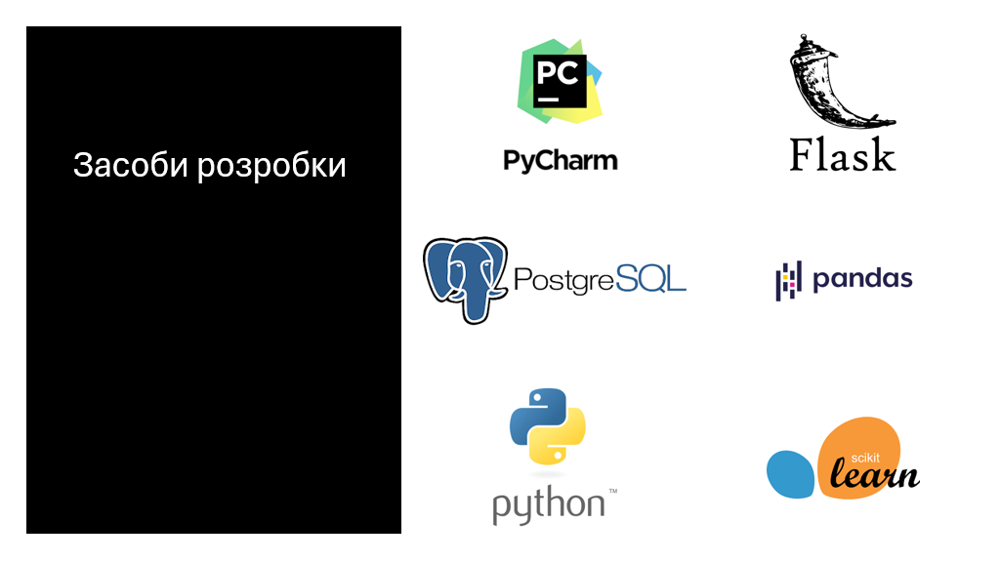 Засоби розробки
PC
PyCharm
Flask
PostgreSQL
pandas
python™
scikit
learn